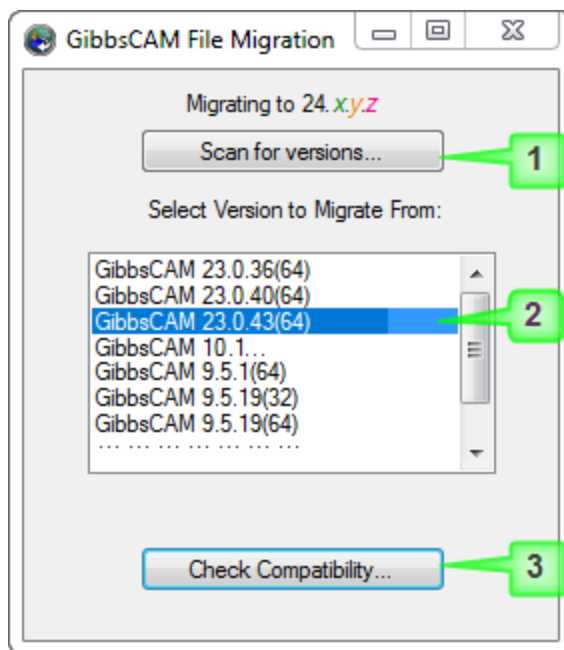 GibbsCAM File Migration
Migrating to 24.x.y.z
Scan for versions...
1
Select Version to Migrate From:
GibbsCAM 23.0.36(64)
GibbsCAM 23.0.40(64)
GibbsCAM 23.0.43(64)
2
GibbsCAM 10.1...
GibbsCAM 9.5.1(64)
GibbsCAM 9.5.19(32)
GibbsCAM 9.5.19(64)
... ... ... ... ... ... ...
Check Compatibility...
3